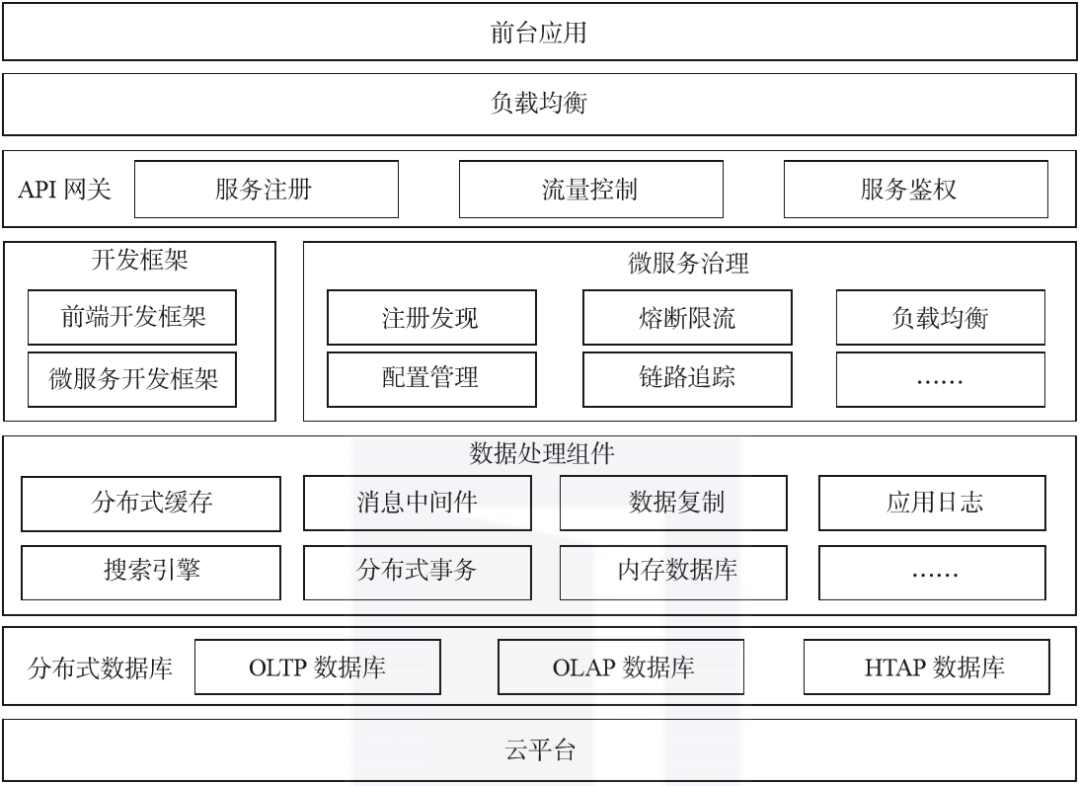 前台应用
负载均衡
API 网关 服务注册 流量控制 服务鉴权
开发框架
前端开发框架
微服务开发框架
微服务治理
注册发现 熔断限流 负载均衡
配置管理 链路追踪 ……
数据处理组件
分布式缓存 消息中间件 数据复制 应用日志
搜索引擎 分布式事务 内存数据库 ……
分布式数据库 OLTP 数据库 OLAP 数据库 HTAP 数据库
云平台